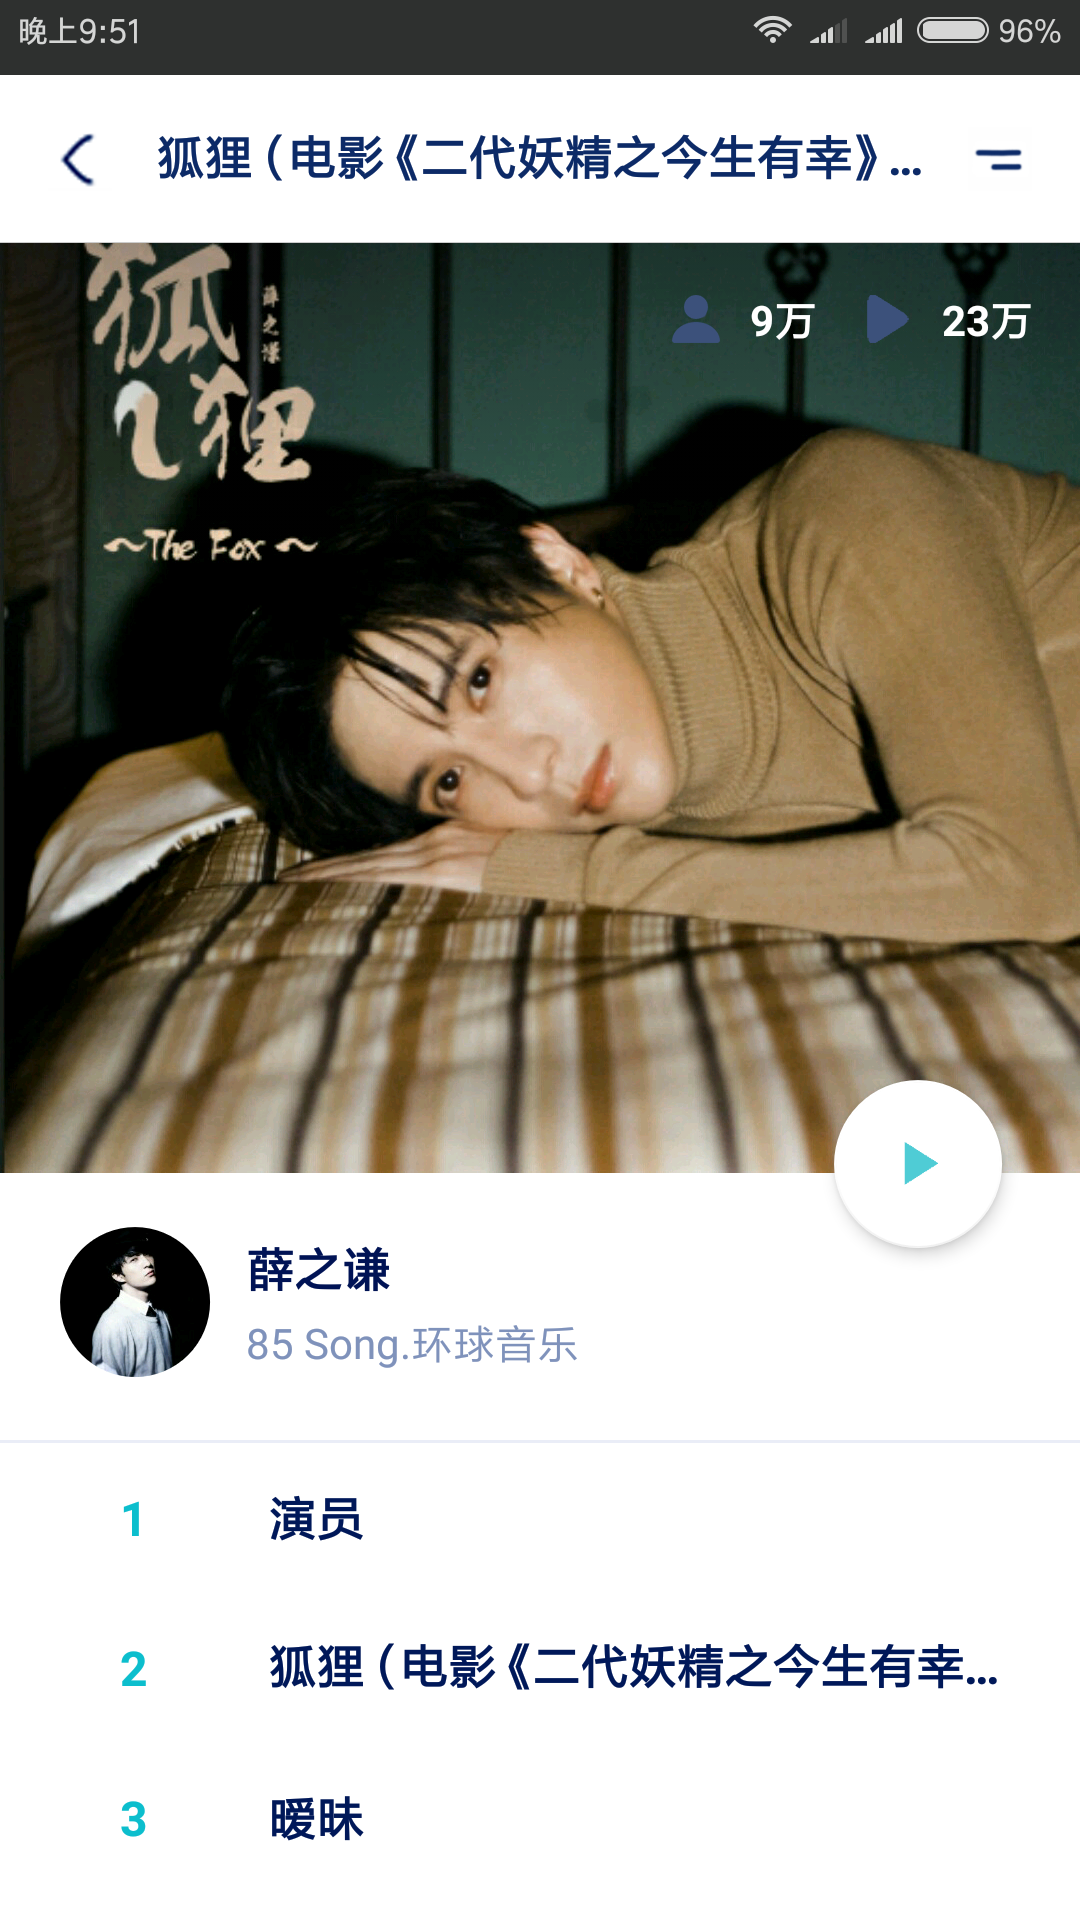 晚上9:51
96%
狐狸（电影《二代妖精之今生有幸》...
狐狸
薛之谦
～The Fox～
9万
23万
薛之谦
85 Song.环球音乐
1 演员
2 狐狸（电影《二代妖精之今生有幸...
3 暧昧